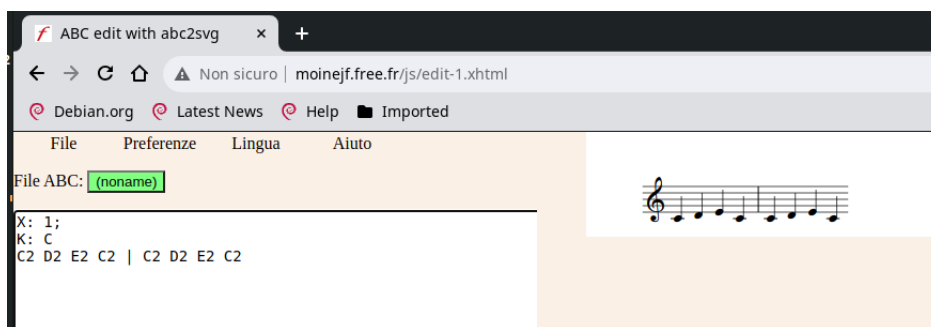 ABC edit with abc2svg
Non sicuro | moinejf.free.fr/js/edit-1.xhtml
Debian.org Latest News Help Imported
File Preferenze Lingua Aiuto
File ABC: (noname)
X: 1;
K: C
C2 D2 E2 C2 | C2 D2 E2 C2